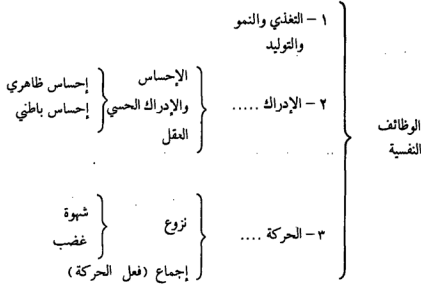 الوظائف
النفسية
١ – التغذي والنمو
والتوليد
٢ – الإدراك .....
الإحساس
والإدراك الحسي
العقل
إحساس ظاهري
إحساس باطني
٣ – الحركة ....
نزوع
شهوة
غضب
إجماع (فعل الحركة)